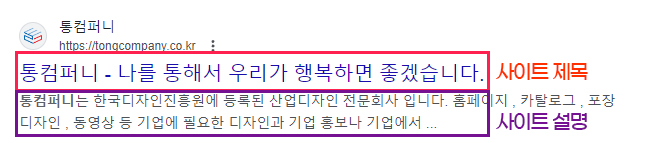 통컴퍼니
https://tongcompany.co.kr
통컴퍼니 - 나를 통해서 우리가 행복하면 좋겠습니다. 사이트 제목
통컴퍼니는 한국디자인진흥원에 등록된 산업디자인 전문회사 입니다. 홈페이지 , 카탈로그 , 포장
디자인 , 동영상 등 기업에 필요한 디자인과 기업 홍보나 기업에서 ... 사이트 설명